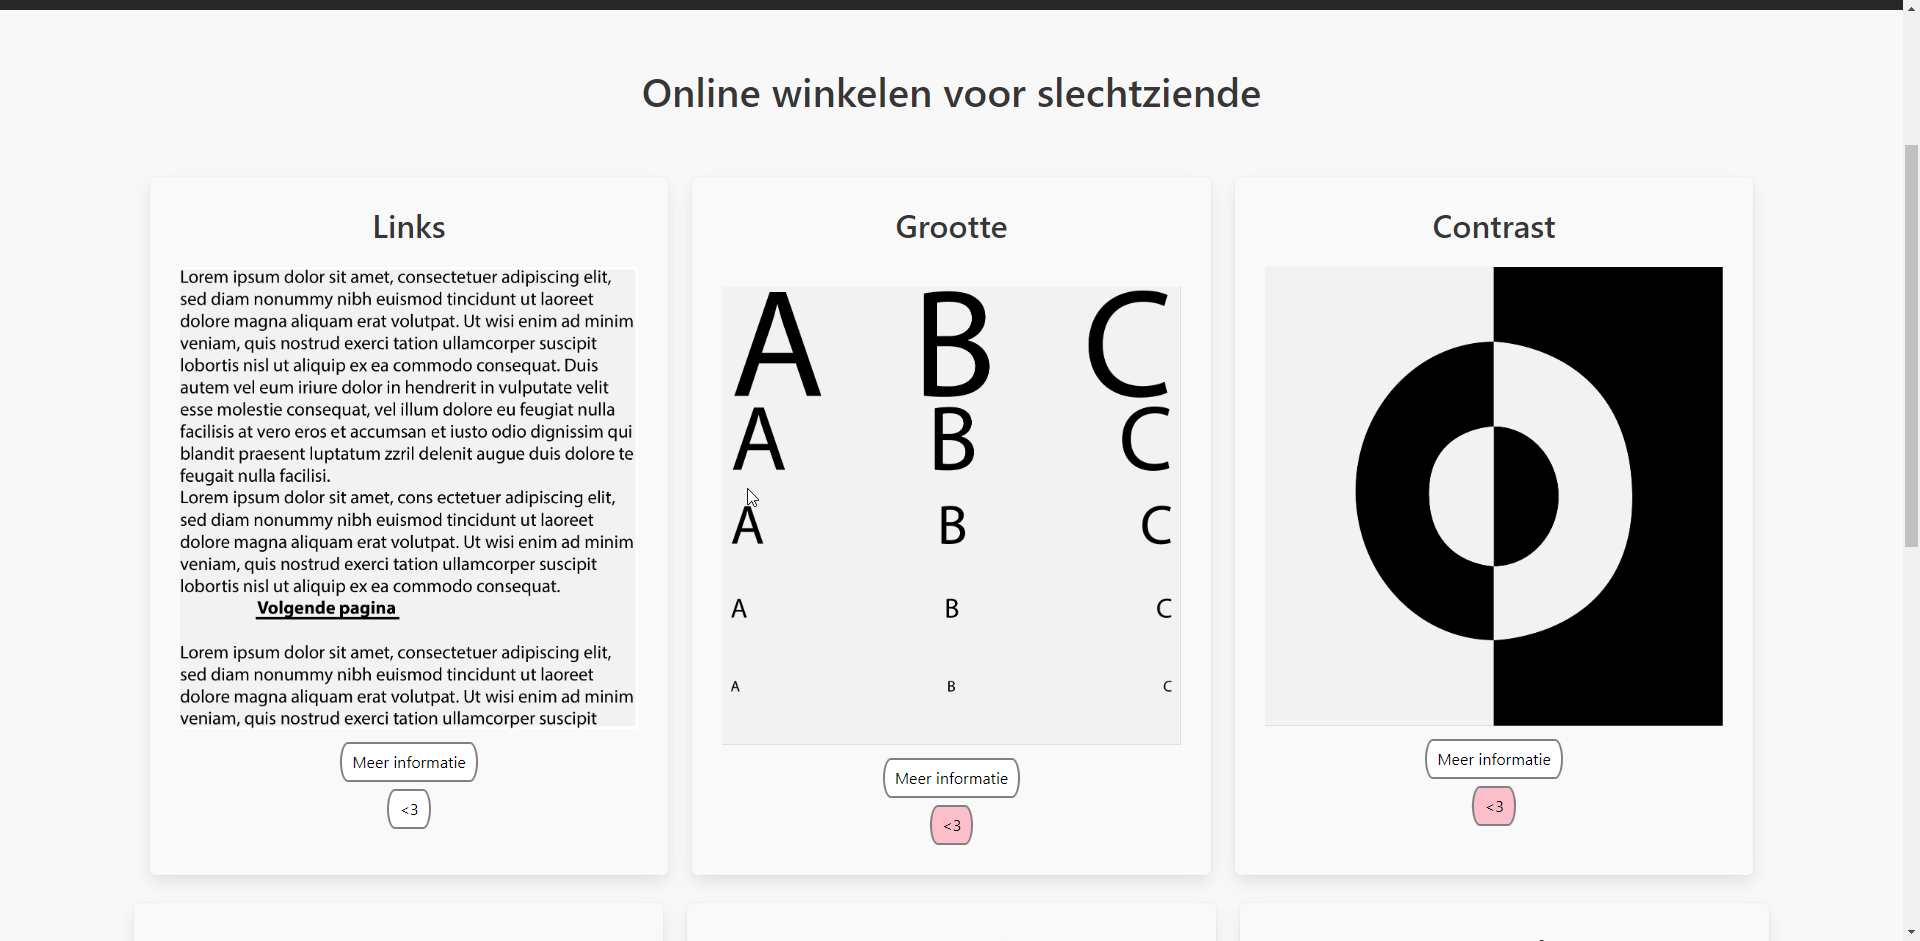 Online winkelen voor slechtziende
Links
Lorem ipsum dolor sit amet, consectetuer adipiscing elit,
sed diam nonummy nibh euismod tincidunt ut laoreet
dolore magna aliquam erat volutpat. Ut wisi enim ad minim
veniam, quis nostrud exerci tation ullamcorper suscipit
lobortis nisl ut aliquip ex ea commodo consequat. Duis
autem vel eum iriure dolor in hendrerit in vulputate velit
esse molestie consequat, vel illum dolore eu feugiat nulla
facilisis at vero eros et accumsan et iusto odio dignissim qui
blandit praesent luptatum zzril delenit augue duis dolore te
feugait nulla facilisi.
Lorem ipsum dolor sit amet, cons ectetuer adipiscing elit,
sed diam nonummy nibh euismod tincidunt ut laoreet
dolore magna aliquam erat volutpat. Ut wisi enim ad minim
veniam, quis nostrud exerci tation ullamcorper suscipit
lobortis nisl ut aliquip ex ea commodo consequat.
Volgende pagina
Lorem ipsum dolor sit amet, consectetuer adipiscing elit,
sed diam nonummy nibh euismod tincidunt ut laoreet
dolore magna aliquam erat volutpat. Ut wisi enim ad minim
veniam, quis nostrud exerci tation ullamcorper suscipit
Meer informatie
<3
Grootte
A B C
A B C
A B C
A B C
A B C
Meer informatie
<3
Contrast
Meer informatie
<3